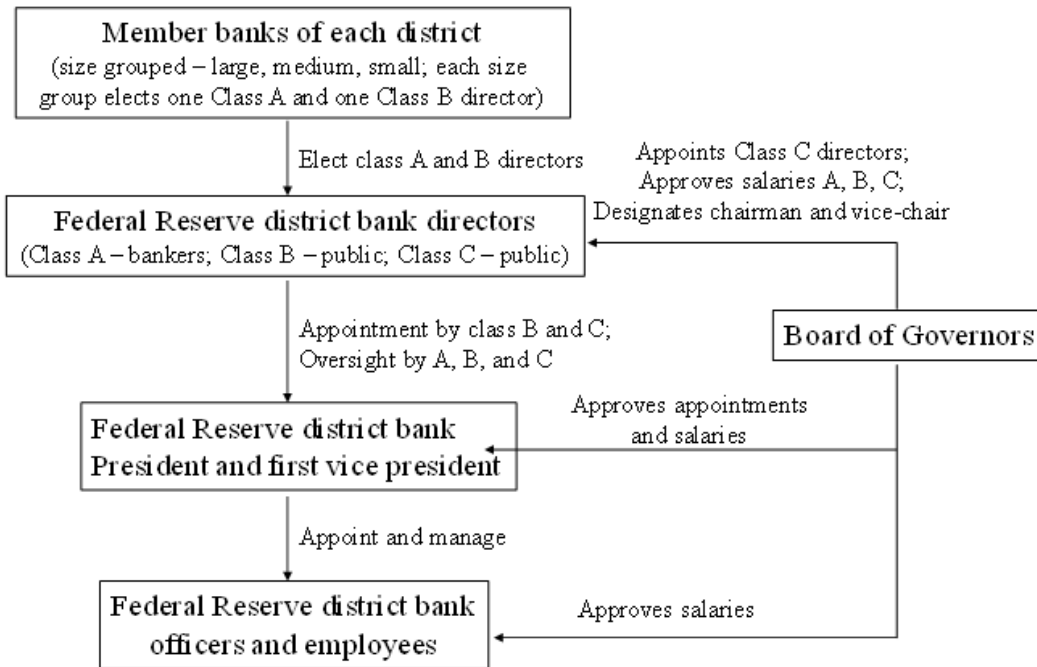 Member banks of each district
(size grouped – large, medium, small; each size
group elects one Class A and one Class B director)
Elect class A and B directors
Appoints Class C directors;
Approves salaries A, B, C;
Designates chairman and vice-chair
Federal Reserve district bank directors
(Class A – bankers; Class B – public; Class C – public)
Appointment by class B and C;
Oversight by A, B, and C
Board of Governors
Federal Reserve district bank
President and first vice president
Approves appointments
and salaries
Appoint and manage
Federal Reserve district bank
officers and employees
Approves salaries